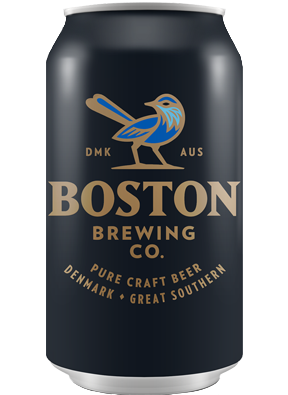 DMK AUS
BOSTON
BREWING
CO.
PURE CRAFT BEER
DENMARK • GREAT SOUTHERN